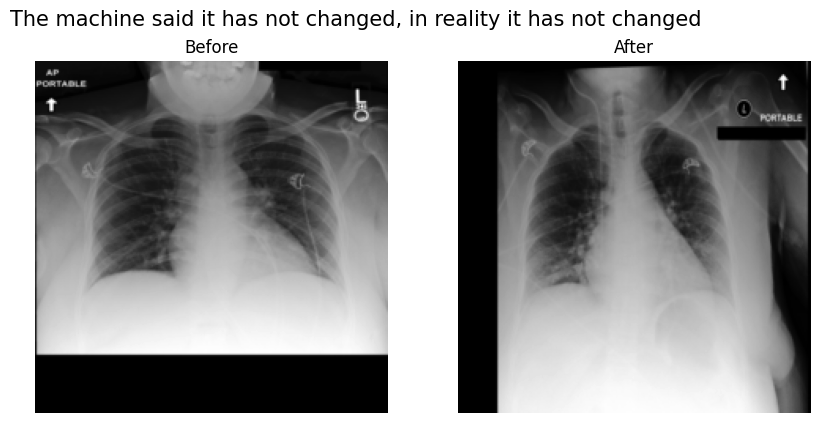 The machine said it has not changed, in reality it has not changed
Before
After
AP
PORTABLE
L
L
PORTABLE